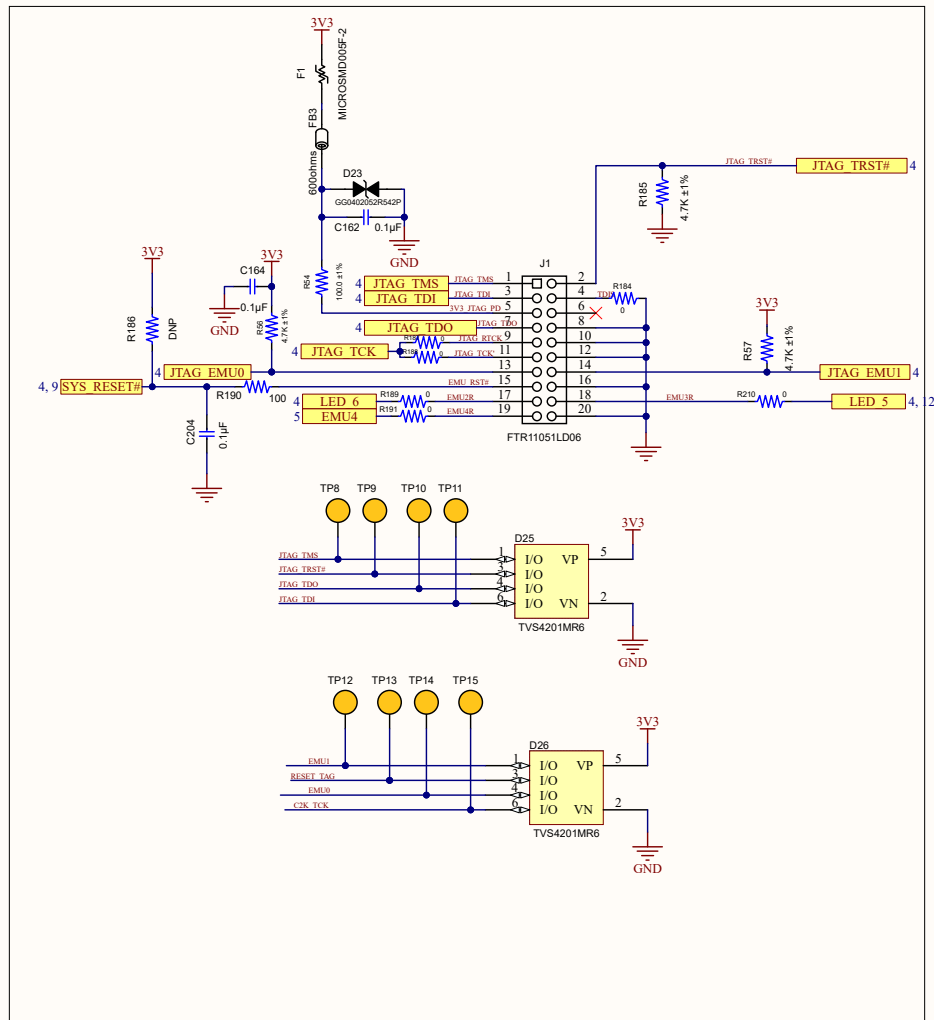 3V3
F1
MICROSMD005F-2
FB3
600ohms
D23
GG0402052R542P
C162 0.1µF
GND
JTAG_TRST#
JTAG_TRST# 4
R185
4.7K ±1%
3V3
C164
3V3
0.1µF
GND
R186
DNP
R56
4.7K ±1%
R54
100.0 ±1%
J1
4 JTAG_TMS JTAG_TMS 1 2
4 JTAG_TDI JTAG_TDI 3 4 R184
0
3V3_JTAG_PD 5 6
4 JTAG_TDO JTAG_TDO 7 8
4 JTAG_TCK 0 JTAG_RTCK 9 10
0 JTAG_TCK' 11 12
4 JTAG_EMU0 13 14 JTAG_EMU1 4
3V3
R57
4.7K ±1%
4, 9 SYS_RESET# R190 100 EMU_RST# 15 16
4 LED_6 R189 0 EMU2R 17 18 EMU3R R210 0 LED_5 4, 12
5 EMU4 R191 0 EMU4R 19 20
C204
0.1µF
FTR11051LD06
TP8 TP9 TP10 TP11
D25
3V3
JTAG_TMS 1 I/O VP 5
JTAG_TRST# 3 I/O
JTAG_TDO 4 I/O
JTAG_TDI 6 I/O VN 2
TVS4201MR6
GND
TP12 TP13 TP14 TP15
3V3
D26
EMU1 1 I/O VP 5
RESET_TAG 3 I/O
EMU0 4 I/O
C2K_TCK 6 I/O VN 2
TVS4201MR6
GND